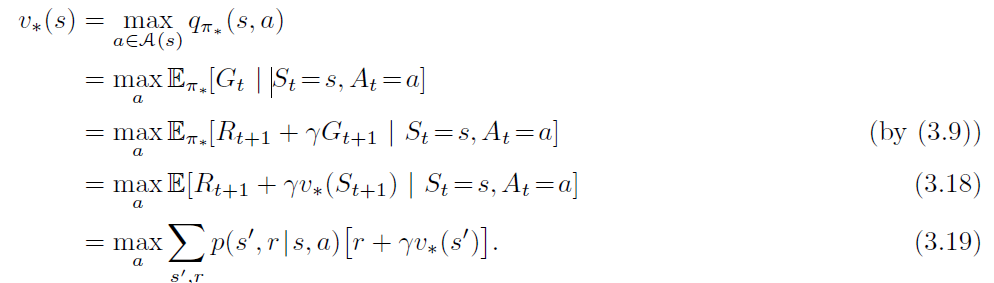 v_*(s) = max_{a∈𝒜(s)} q_{π_*}(s, a)
= max_a 𝔼_{π_*}[G_t | |S_t = s, A_t = a]
= max_a 𝔼_{π_*}[R_{t+1} + γG_{t+1} | S_t = s, A_t = a] (by (3.9))
= max_a 𝔼[R_{t+1} + γv_*(S_{t+1}) | S_t = s, A_t = a] (3.18)
= max_a ∑_{s',r} p(s', r | s, a)[r + γv_*(s')]. (3.19)